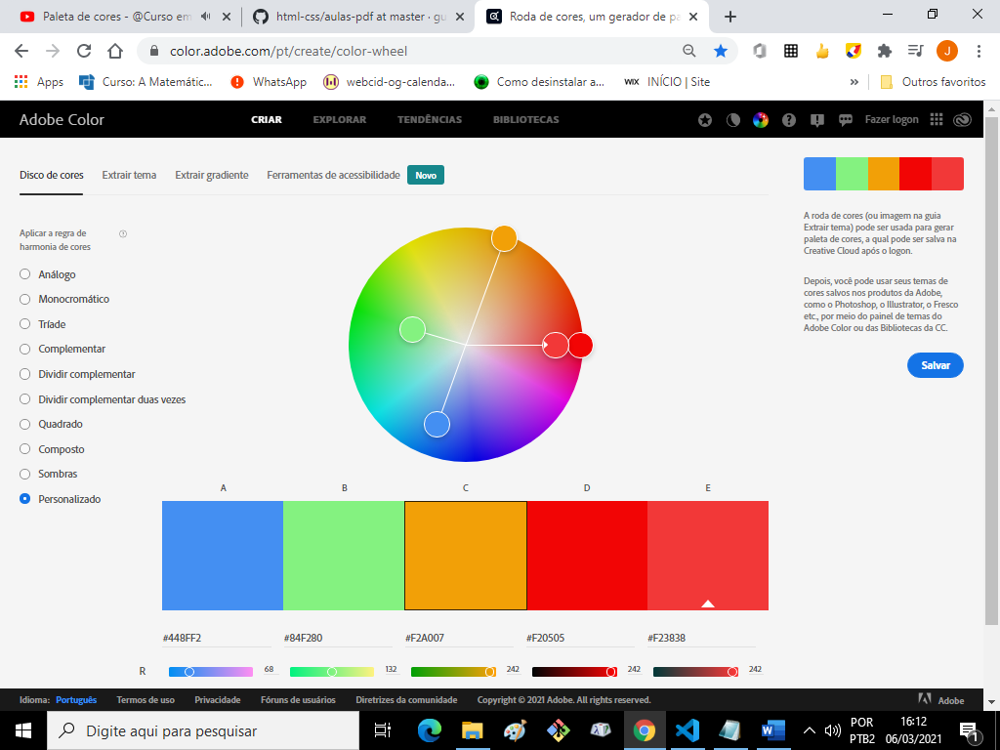 Paleta de cores - @Curso em
html-css/aulas-pdf at master · gu
Roda de cores, um gerador de pa
color.adobe.com/pt/create/color-wheel
J
Apps
Curso: A Matemátic...
WhatsApp
webcid-og-calenda...
Como desinstalar a...
WIX
INÍCIO | Site
»
Outros favoritos
Adobe Color
CRIAR
EXPLORAR
TENDÊNCIAS
BIBLIOTECAS
Fazer logon
Disco de cores
Extrair tema
Extrair gradiente
Ferramentas de acessibilidade
Novo
Aplicar a regra de
harmonia de cores
Análogo
Monocromático
Tríade
Complementar
Dividir complementar
Dividir complementar duas vezes
Quadrado
Composto
Sombras
Personalizado
A roda de cores (ou imagem na guia
Extrair tema) pode ser usada para gerar
paleta de cores, a qual pode ser salva na
Creative Cloud após o logon.
Depois, você pode usar seus temas de
cores salvos nos produtos da Adobe,
como o Photoshop, o Illustrator, o Fresco
etc., por meio do painel de temas do
Adobe Color ou das Bibliotecas da CC.
Salvar
A
B
C
D
E
#448FF2
#84F280
#F2A007
#F20505
#F23838
R
68
132
242
242
242
Idioma: Português
Termos de uso
Privacidade
Fóruns de usuários
Diretrizes da comunidade
Copyright © 2021 Adobe. All rights reserved.
Adobe
Digite aqui para pesquisar
POR
PTB2
16:12
06/03/2021
1